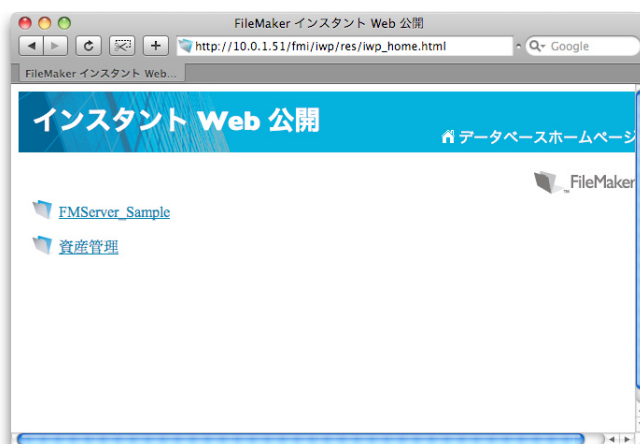 FileMaker インスタント Web 公開
http://10.0.1.51/fmi/iwp/res/iwp_home.html
Google
FileMaker インスタント Web...
インスタント Web 公開
データベースホームページ
FileMaker
FMServer_Sample
資産管理